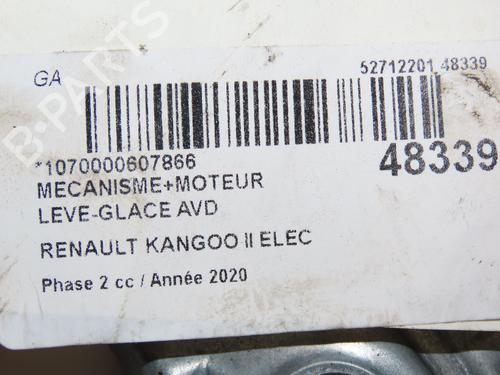 GA
52712201 48339
*1070000607866
48339
MECANISME+MOTEUR
LEVE-GLACE AVD
RENAULT KANGOO II ELEC
Phase 2 cc / Année 2020
B-PARTS